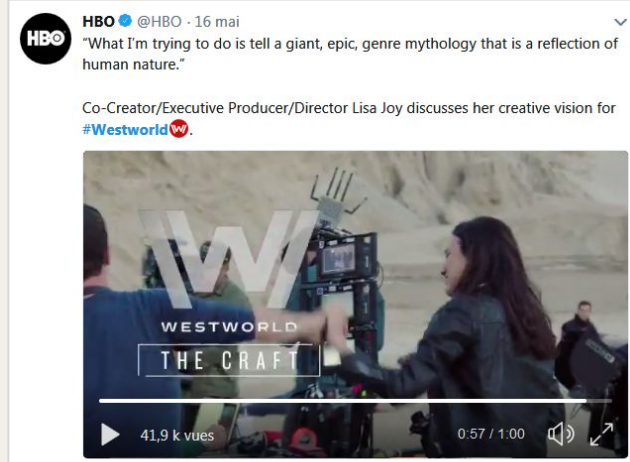 HBO @HBO · 16 mai
HBO
“What I’m trying to do is tell a giant, epic, genre mythology that is a reflection of
human nature.”
Co-Creator/Executive Producer/Director Lisa Joy discusses her creative vision for
#Westworld W.
W
WESTWORLD
THE CRAFT
41,9 k vues
0:57 / 1:00